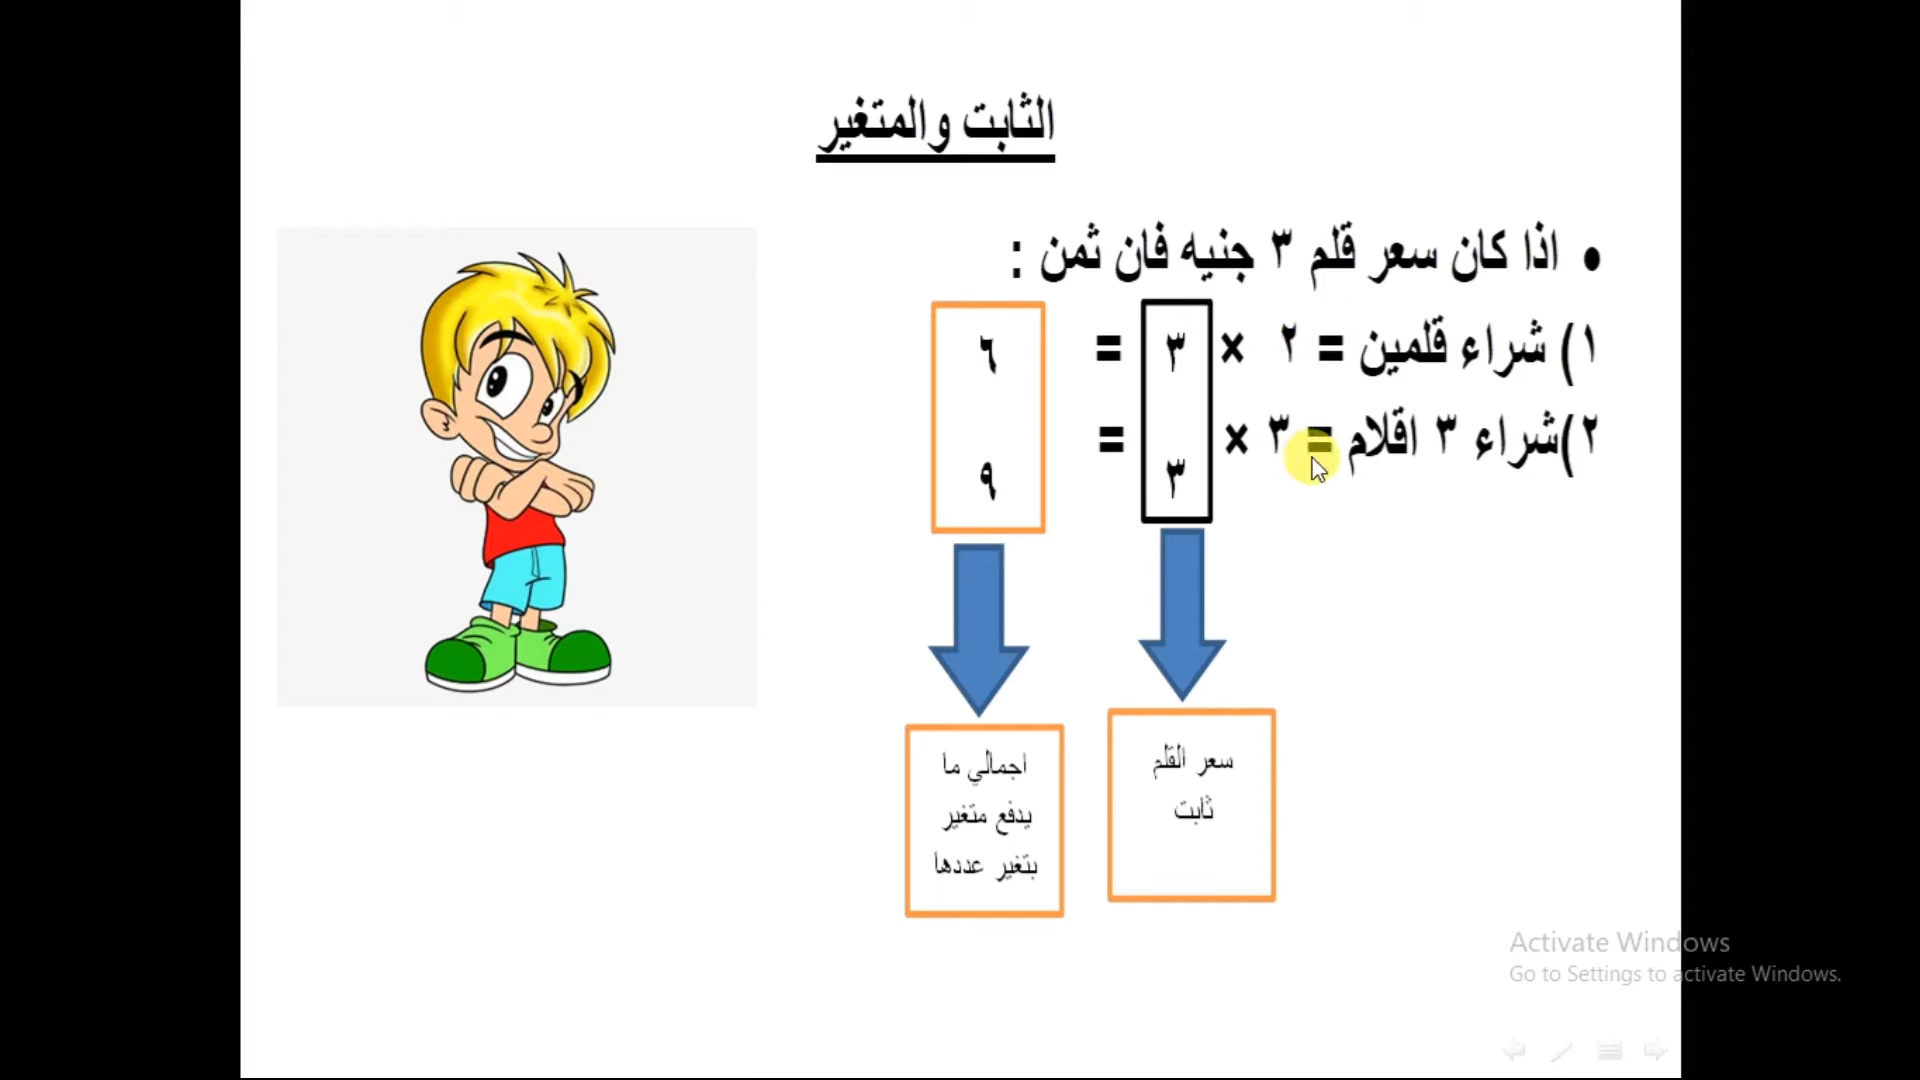 الثابت والمتغير
• اذا كان سعر قلم ٣ جنيه فان ثمن :
١) شراء قلمين = ٢ × ٣ = ٦
٢)شراء ٣ اقلام = ٣ × ٣ = ٩
سعر القلم
ثابت
اجمالي ما
يدفع متغير
بتغير عددها
Activate Windows
Go to Settings to activate Windows.